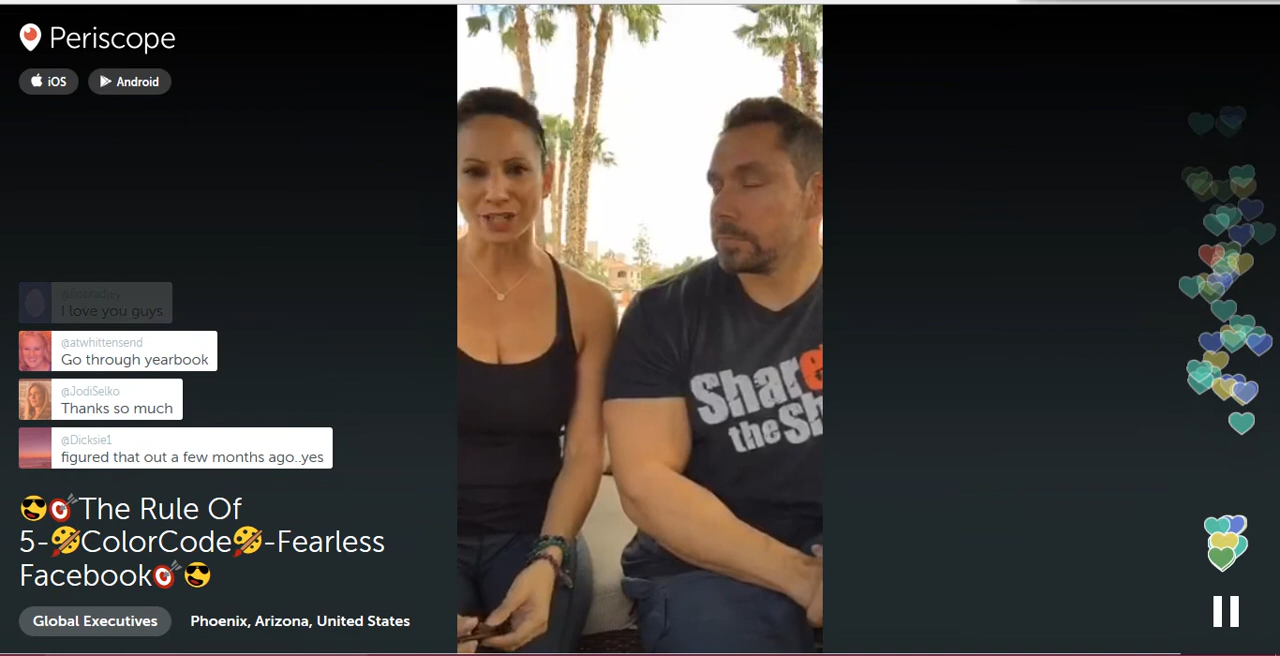 Periscope
iOS
Android
I love you guys
@atwhittensend
Go through yearbook
@JodiSelko
Thanks so much
@Dicksie1
figured that out a few months ago..yes
😎🎯The Rule Of
5-🎨ColorCode🎨-Fearless
Facebook🎯😎
Global Executives
Phoenix, Arizona, United States
Share
the Sh